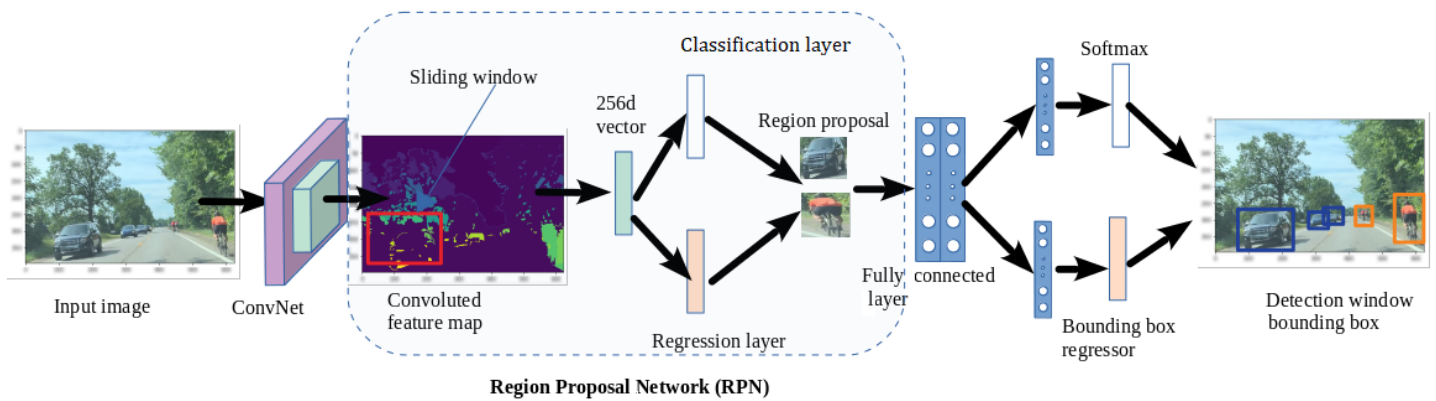 Classification layer
Softmax
Sliding window
256d
vector
Region proposal
Input image
ConvNet
Convoluted
feature map
Regression layer
Fully connected
layer
Bounding box
regressor
Detection window
bounding box
Region Proposal Network (RPN)